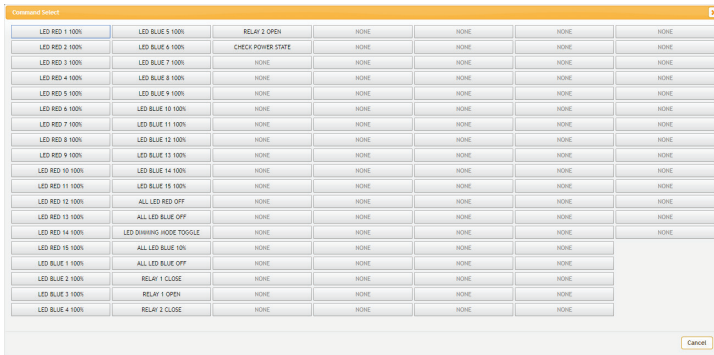 Command Select
LED RED 1 100% LED BLUE 5 100% RELAY 2 OPEN NONE NONE NONE NONE
LED RED 2 100% LED BLUE 6 100% CHECK POWER STATE NONE NONE NONE NONE
LED RED 3 100% LED BLUE 7 100% NONE NONE NONE NONE NONE
LED RED 4 100% LED BLUE 8 100% NONE NONE NONE NONE NONE
LED RED 5 100% LED BLUE 9 100% NONE NONE NONE NONE NONE
LED RED 6 100% LED BLUE 10 100% NONE NONE NONE NONE NONE
LED RED 7 100% LED BLUE 11 100% NONE NONE NONE NONE NONE
LED RED 8 100% LED BLUE 12 100% NONE NONE NONE NONE NONE
LED RED 9 100% LED BLUE 13 100% NONE NONE NONE NONE NONE
LED RED 10 100% LED BLUE 14 100% NONE NONE NONE NONE NONE
LED RED 11 100% LED BLUE 15 100% NONE NONE NONE NONE NONE
LED RED 12 100% ALL LED RED OFF NONE NONE NONE NONE NONE
LED RED 13 100% ALL LED BLUE OFF NONE NONE NONE NONE NONE
LED RED 14 100% LED DIMMING MODE TOGGLE NONE NONE NONE NONE NONE
LED RED 15 100% ALL LED BLUE 10% NONE NONE NONE NONE
LED BLUE 1 100% ALL LED BLUE OFF NONE NONE NONE NONE
LED BLUE 2 100% RELAY 1 CLOSE NONE NONE NONE NONE
LED BLUE 3 100% RELAY 1 OPEN NONE NONE NONE NONE
LED BLUE 4 100% RELAY 2 CLOSE NONE NONE NONE NONE
Cancel